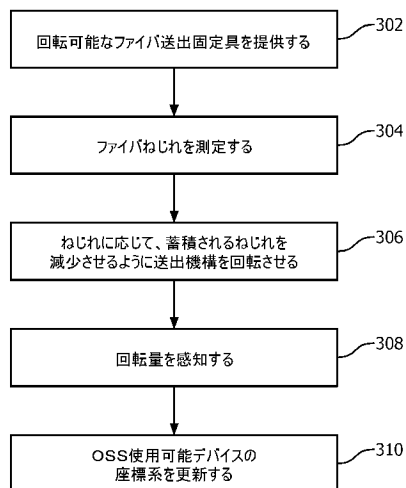 回転可能なファイバ送出固定具を提供する
302
ファイバねじれを測定する
304
ねじれに応じて、蓄積されるねじれを
減少させるように送出機構を回転させる
306
回転量を感知する
308
OSS使用可能デバイスの
座標系を更新する
310